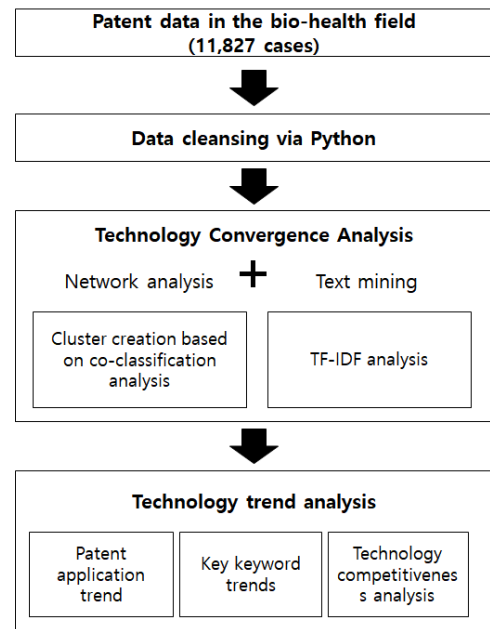 Patent data in the bio-health field
(11,827 cases)
Data cleansing via Python
Technology Convergence Analysis
Network analysis + Text mining
Cluster creation based
on co-classification
analysis
TF-IDF analysis
Technology trend analysis
Patent
application
trend
Key keyword
trends
Technology
competitivenes
s analysis